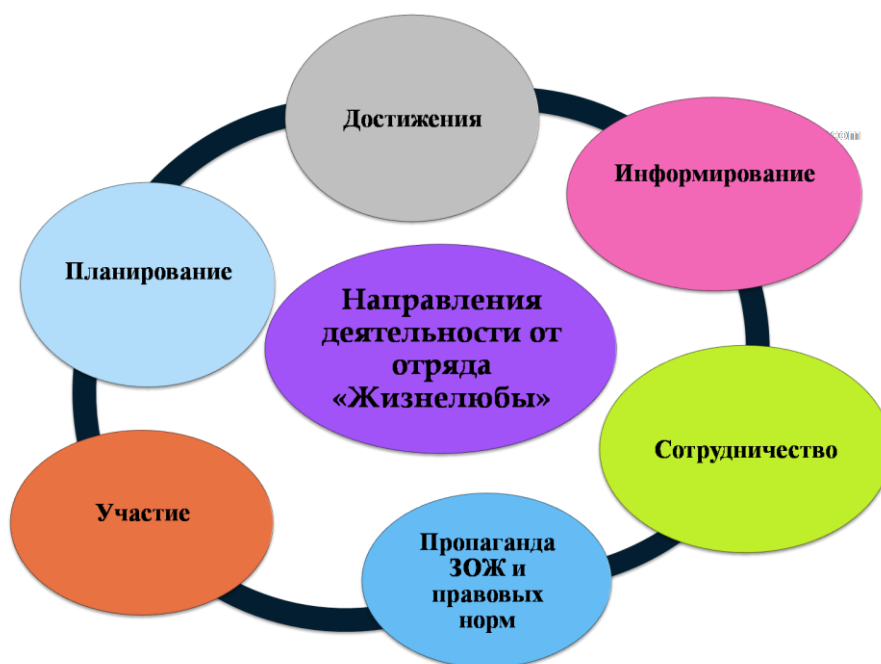 Достижения
Информирование
Планирование
Направления
деятельности от
отряда
«Жизнелюбы»
Сотрудничество
Участие
Пропаганда
ЗОЖ и
правовых
норм